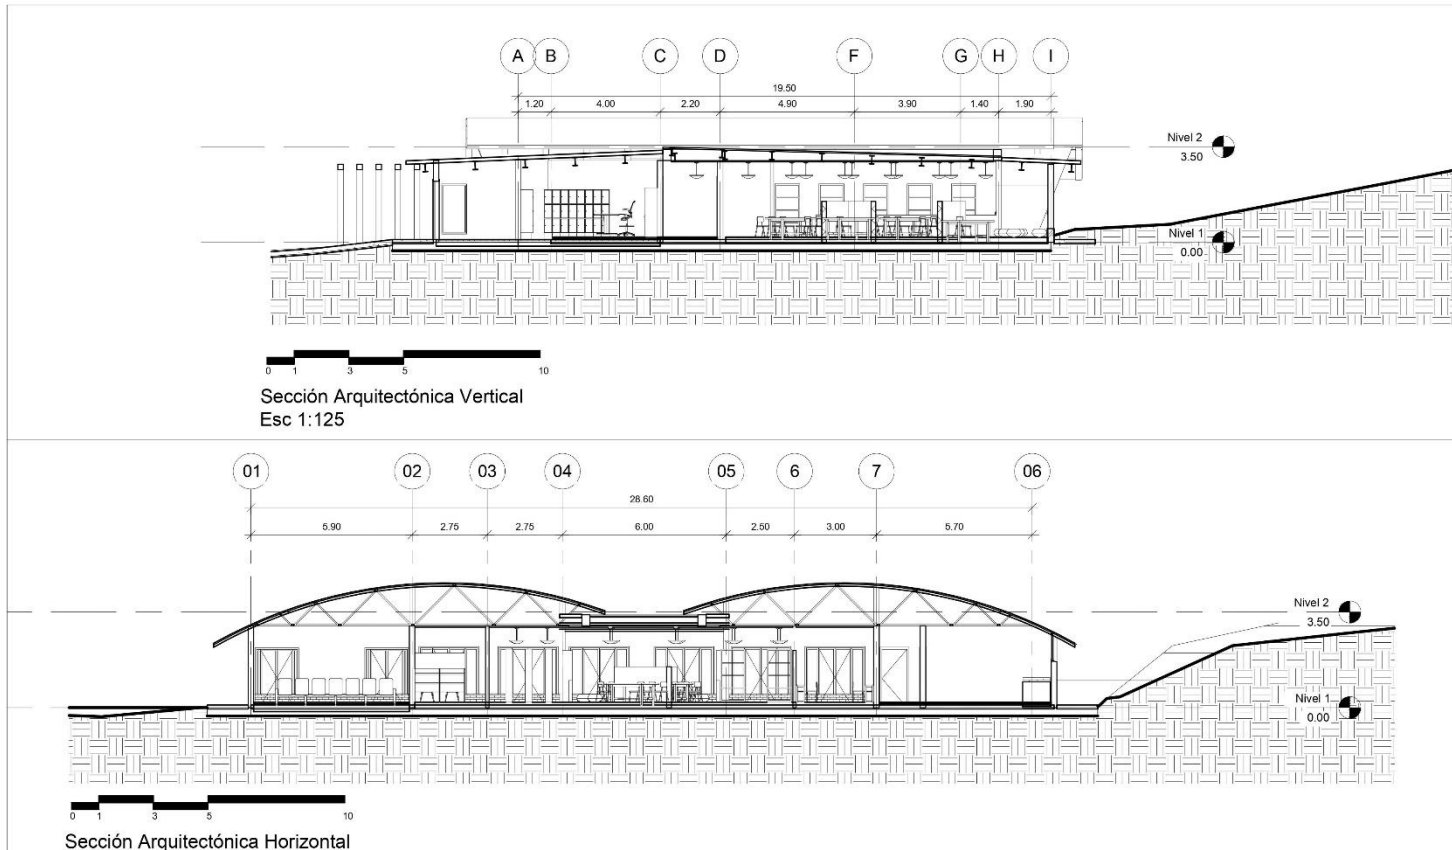 A B C D F G H I
19.50
1.20 4.00 2.20 4.90 3.90 1.40 1.90
Nivel 2
3.50
Nivel 1
0.00
0 1 3 5 10
Sección Arquitectónica Vertical
Esc 1:125
01 02 03 04 05 6 7 06
28.60
5.90 2.75 2.75 6.00 2.50 3.00 5.70
Nivel 2
3.50
Nivel 1
0.00
0 1 3 5 10
Sección Arquitectónica Horizontal